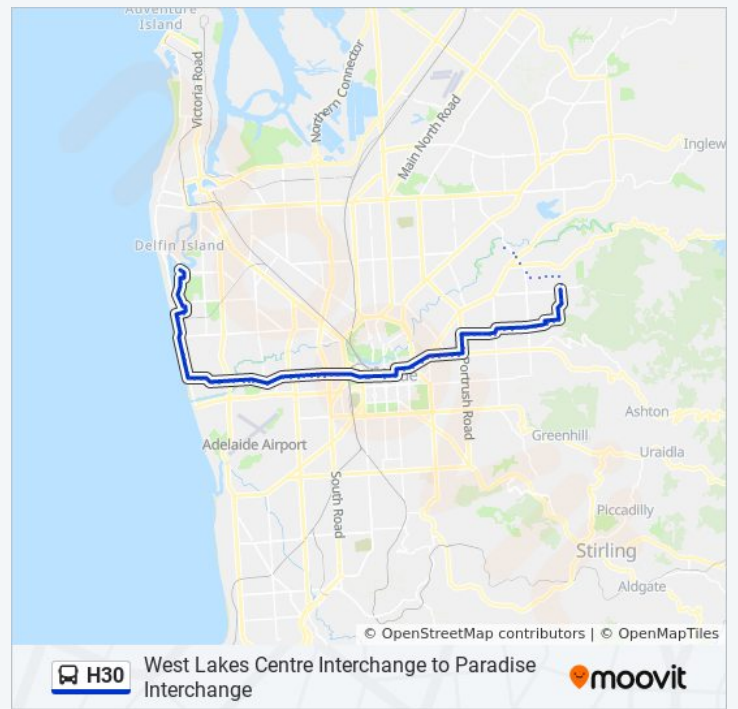 Adventure
Island
Victoria Road
Northern Connector
Main North Road
Inglew
Delfin Island
Portrush Road
Adelaide Airport
Ashton
Greenhill
Uraidla
South Road
Piccadilly
Stirling
Aldgate
© OpenStreetMap contributors | © OpenMapTiles
H30
West Lakes Centre Interchange to Paradise
Interchange
moovit